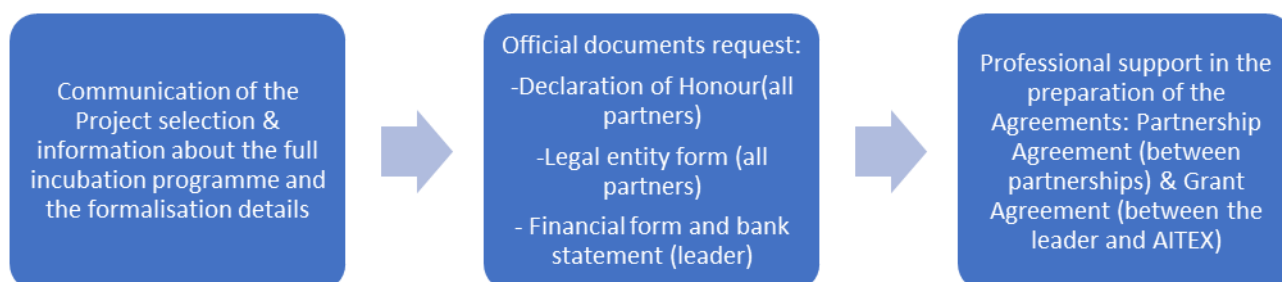 Communication of the
Project selection &
information about the full
incubation programme and
the formalisation details
Official documents request:
-Declaration of Honour(all
partners)
-Legal entity form (all
partners)
- Financial form and bank
statement (leader)
Professional support in the
preparation of the
Agreements: Partnership
Agreement (between
partnerships) & Grant
Agreement (between the
leader and AITEX)